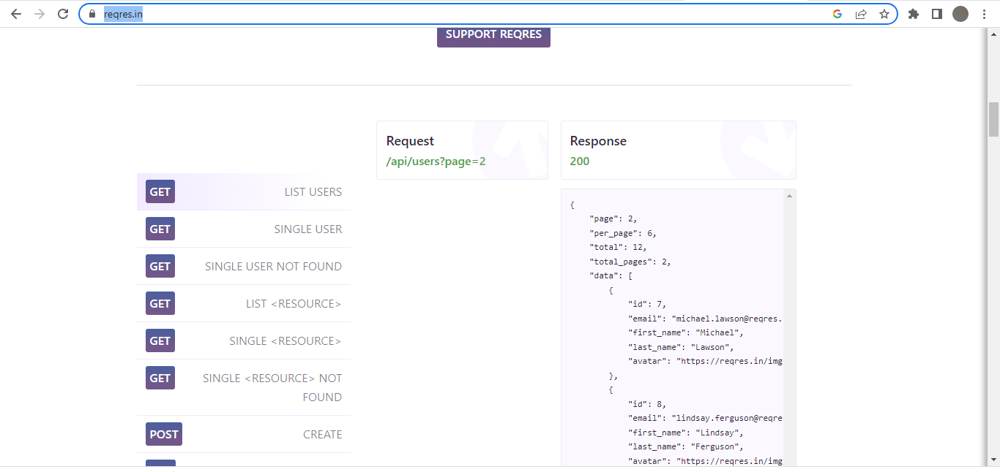 reqres.in
SUPPORT REQRES
GET LIST USERS
GET SINGLE USER
GET SINGLE USER NOT FOUND
GET LIST <RESOURCE>
GET SINGLE <RESOURCE>
GET SINGLE <RESOURCE> NOT
FOUND
POST CREATE
Request
/api/users?page=2
Response
200
{
"page": 2,
"per_page": 6,
"total": 12,
"total_pages": 2,
"data": [
{
"id": 7,
"email": "michael.lawson@reqres.
"first_name": "Michael",
"last_name": "Lawson",
"avatar": "https://reqres.in/img
},
{
"id": 8,
"email": "lindsay.ferguson@reqre
"first_name": "Lindsay",
"last_name": "Ferguson",
"avatar": "https://reqres.in/img